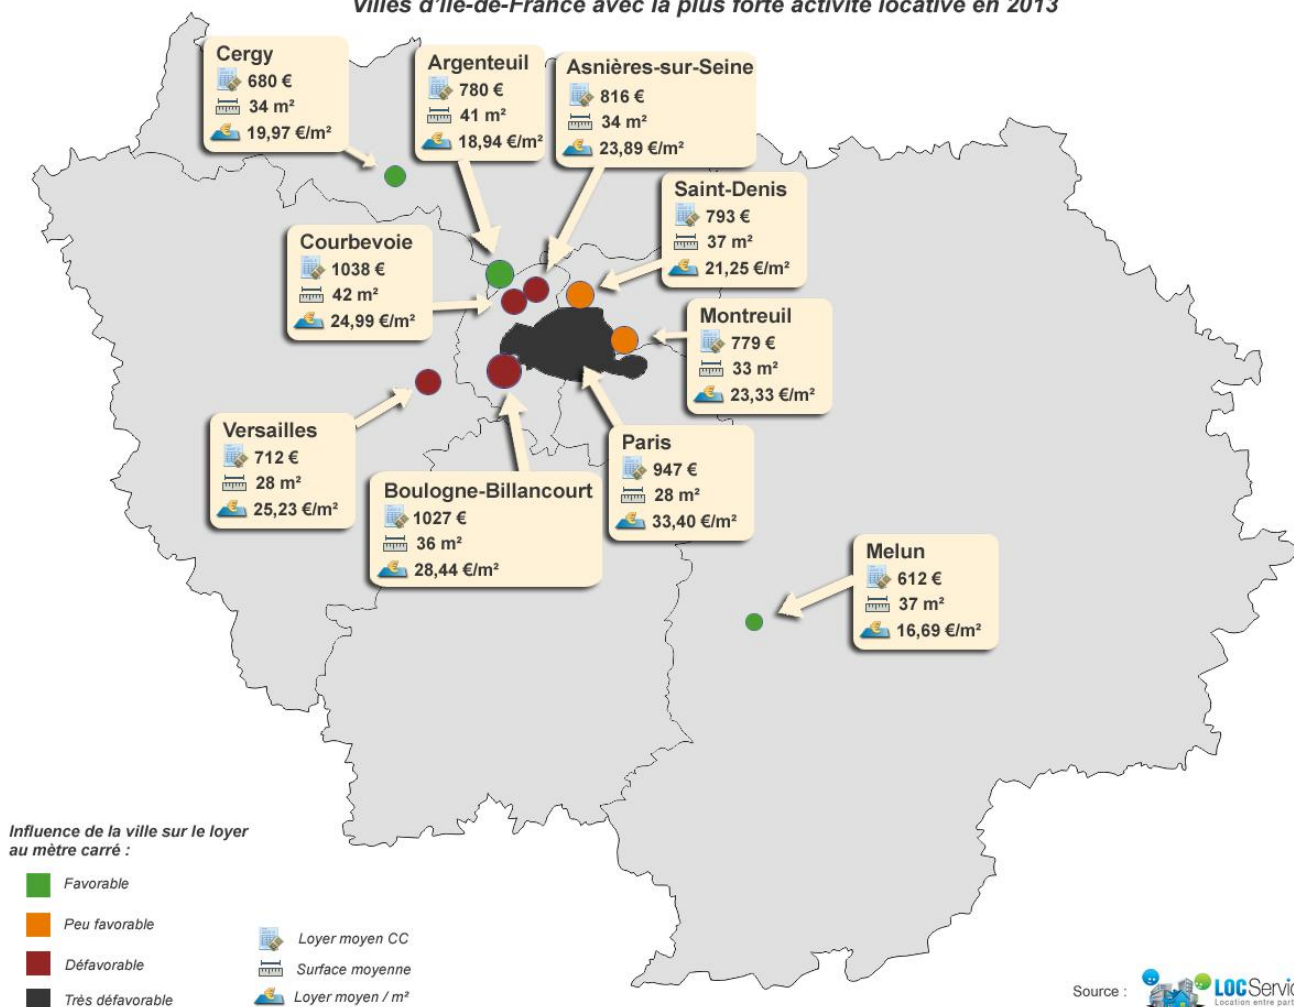 villes d'Île-de-France avec la plus forte activité locative en 2013
Cergy
680 €
34 m²
19,97 €/m²
Argenteuil
780 €
41 m²
18,94 €/m²
Asnières-sur-Seine
816 €
34 m²
23,89 €/m²
Saint-Denis
793 €
37 m²
21,25 €/m²
Courbevoie
1038 €
42 m²
24,99 €/m²
Montreuil
779 €
33 m²
23,33 €/m²
Versailles
712 €
28 m²
25,23 €/m²
Boulogne-Billancourt
1027 €
36 m²
28,44 €/m²
Paris
947 €
28 m²
33,40 €/m²
Melun
612 €
37 m²
16,69 €/m²
Influence de la ville sur le loyer
au mètre carré :
Favorable
Peu favorable
Défavorable
Très défavorable
Loyer moyen CC
Surface moyenne
Loyer moyen / m²
Source :
LOCServic
Location entre part